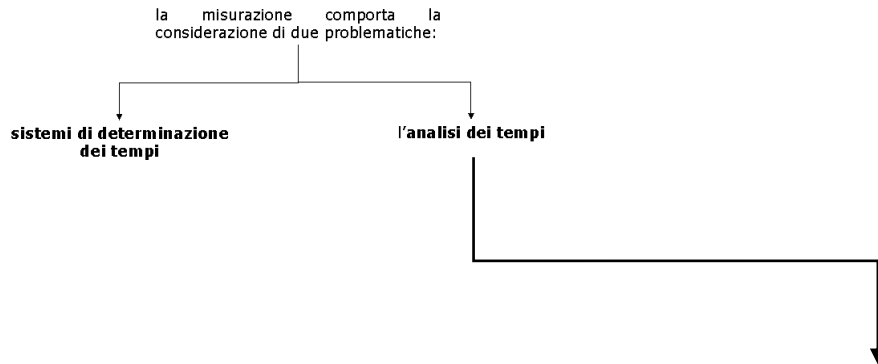 la misurazione comporta la
considerazione di due problematiche:
sistemi di determinazione
dei tempi
l'analisi dei tempi